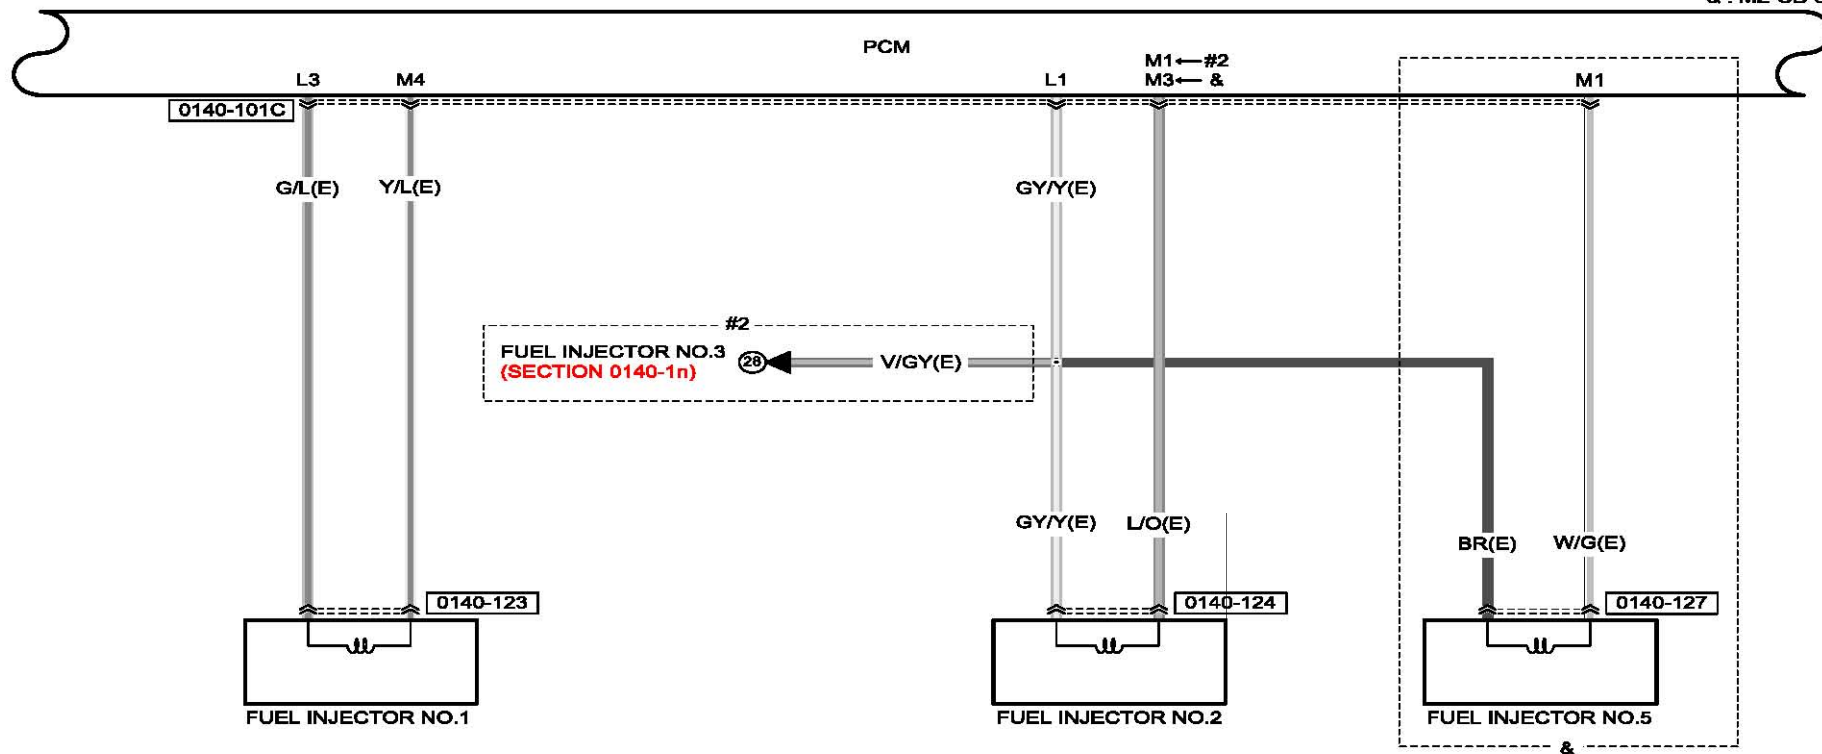 PCM
M1←#2
L3 M4 L1 M3← & M1
0140-101C
G/L(E) Y/L(E) GY/Y(E)
#2
FUEL INJECTOR NO.3 28 V/GY(E)
(SECTION 0140-1n)
GY/Y(E) L/O(E) BR(E) W/G(E)
0140-123 0140-124 0140-127
FUEL INJECTOR NO.1 FUEL INJECTOR NO.2 FUEL INJECTOR NO.5
&